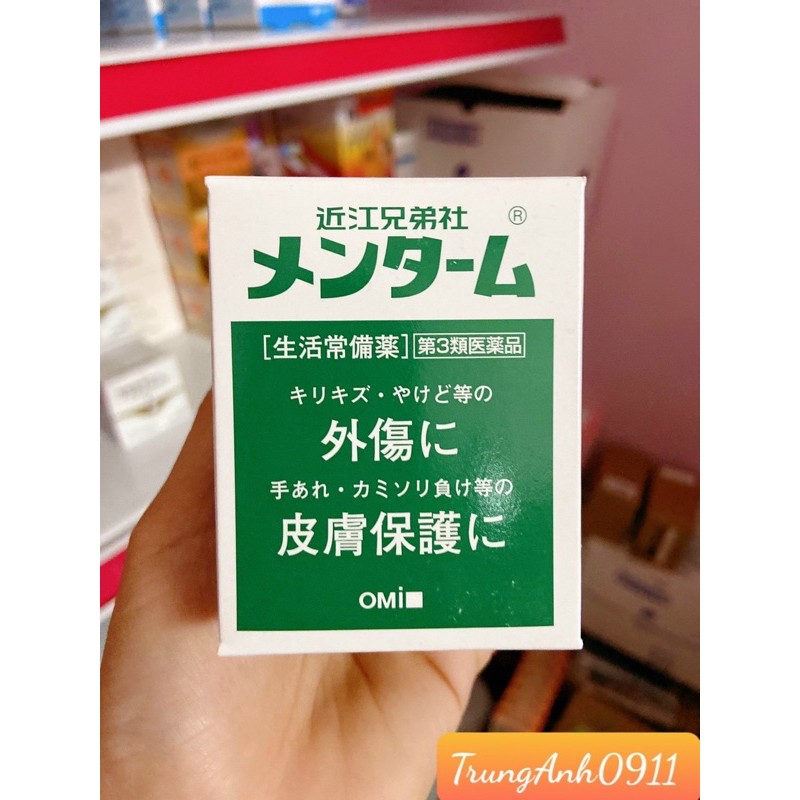 近江兄弟社
®
メンターム
[生活常備薬] 第3類医薬品
キリキズ・やけど等の
外傷に
手あれ・カミソリ負け等の
皮膚保護に
OMi
TrungAnh0911